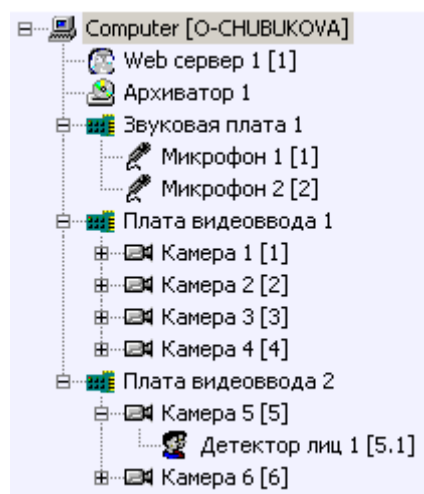 Computer [O-CHUBUKOVA]
Web сервер 1 [1]
Архиватор 1
Звуковая плата 1
Микрофон 1 [1]
Микрофон 2 [2]
Плата видеоввода 1
Камера 1 [1]
Камера 2 [2]
Камера 3 [3]
Камера 4 [4]
Плата видеоввода 2
Камера 5 [5]
Детектор лиц 1 [5.1]
Камера 6 [6]